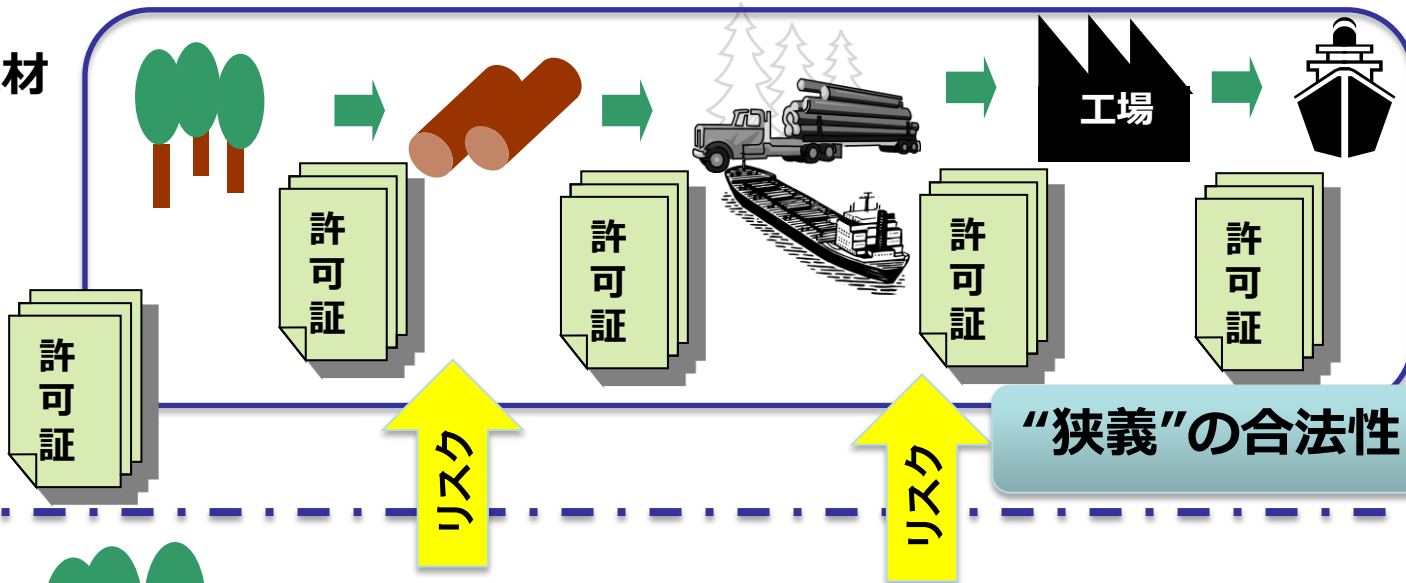 材
工場
許可証
許可証
許可証
許可証
許可証
リスク
リスク
“狭義”の合法性